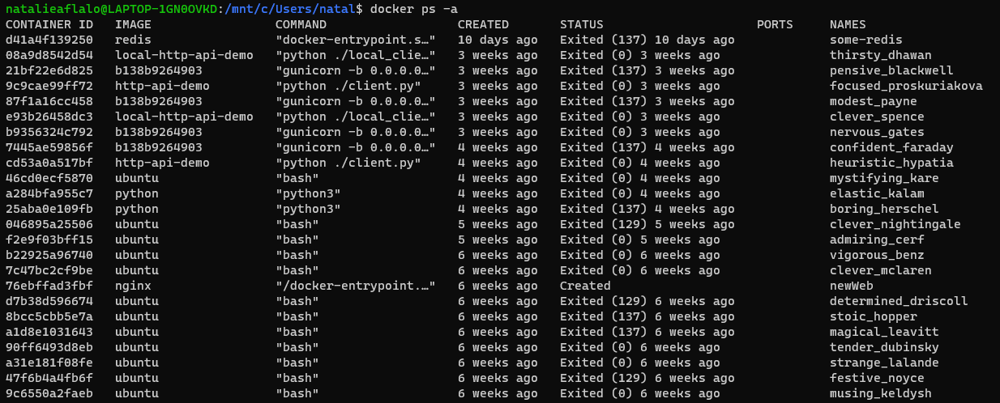 natalieaflalo@LAPTOP-1GN0OVKD:/mnt/c/Users/natal$ docker ps -a
CONTAINER ID   IMAGE                 COMMAND                  CREATED       STATUS                     PORTS     NAMES
d41a4f139250   redis                 "docker-entrypoint.s…"   10 days ago   Exited (137) 10 days ago             some-redis
08a9d8542d54   local-http-api-demo   "python ./local_clie…"   3 weeks ago   Exited (0) 3 weeks ago               thirsty_dhawan
21bf22e6d825   b138b9264903          "gunicorn -b 0.0.0.0…"   3 weeks ago   Exited (137) 3 weeks ago             pensive_blackwell
9c9cae99ff72   http-api-demo         "python ./client.py"     3 weeks ago   Exited (0) 3 weeks ago               focused_proskuriakova
87f1a16cc458   b138b9264903          "gunicorn -b 0.0.0.0…"   3 weeks ago   Exited (137) 3 weeks ago             modest_payne
e93b26458dc3   local-http-api-demo   "python ./local_clie…"   3 weeks ago   Exited (0) 3 weeks ago               clever_spence
b9356324c792   b138b9264903          "gunicorn -b 0.0.0.0…"   3 weeks ago   Exited (0) 3 weeks ago               nervous_gates
7445ae59856f   b138b9264903          "gunicorn -b 0.0.0.0…"   4 weeks ago   Exited (137) 4 weeks ago             confident_faraday
cd53a0a517bf   http-api-demo         "python ./client.py"     4 weeks ago   Exited (0) 4 weeks ago               heuristic_hypatia
46cd0ecf5870   ubuntu                "bash"                   4 weeks ago   Exited (0) 4 weeks ago               mystifying_kare
a284bfa955c7   python                "python3"                4 weeks ago   Exited (0) 4 weeks ago               elastic_kalam
25aba0e109fb   python                "python3"                4 weeks ago   Exited (137) 4 weeks ago             boring_herschel
046895a25506   ubuntu                "bash"                   5 weeks ago   Exited (129) 5 weeks ago             clever_nightingale
f2e9f03bff15   ubuntu                "bash"                   5 weeks ago   Exited (0) 5 weeks ago               admiring_cerf
b22925a96740   ubuntu                "bash"                   6 weeks ago   Exited (0) 6 weeks ago               vigorous_benz
7c47bc2cf9be   ubuntu                "bash"                   6 weeks ago   Exited (0) 6 weeks ago               clever_mclaren
76ebffad3fbf   nginx                 "/docker-entrypoint.…"   6 weeks ago   Created                              newWeb
d7b38d596674   ubuntu                "bash"                   6 weeks ago   Exited (129) 6 weeks ago             determined_driscoll
8bcc5cbb5e7a   ubuntu                "bash"                   6 weeks ago   Exited (137) 6 weeks ago             stoic_hopper
a1d8e1031643   ubuntu                "bash"                   6 weeks ago   Exited (137) 6 weeks ago             magical_leavitt
90ff6493d8eb   ubuntu                "bash"                   6 weeks ago   Exited (0) 6 weeks ago               tender_dubinsky
a31e181f08fe   ubuntu                "bash"                   6 weeks ago   Exited (0) 6 weeks ago               strange_lalande
47f6b4a4fb6f   ubuntu                "bash"                   6 weeks ago   Exited (129) 6 weeks ago             festive_noyce
9c6550a2faeb   ubuntu                "bash"                   6 weeks ago   Exited (0) 6 weeks ago               musing_keldysh